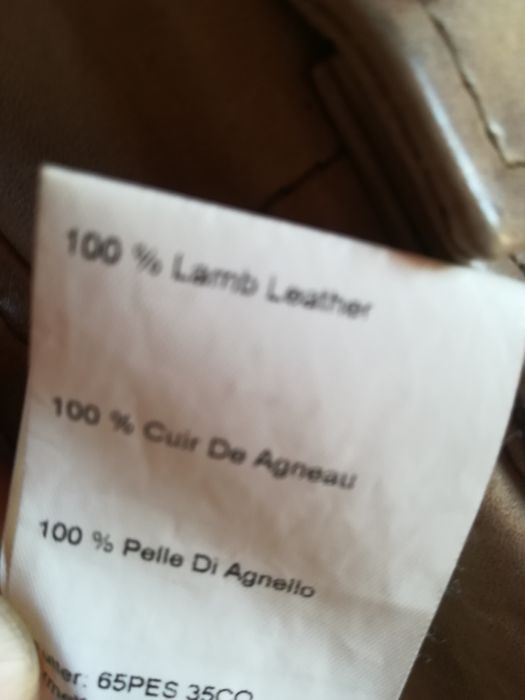 100 % Lamb Leather
100 % Cuir De Agneau
100 % Pelle Di Agnello
65PES 35CO